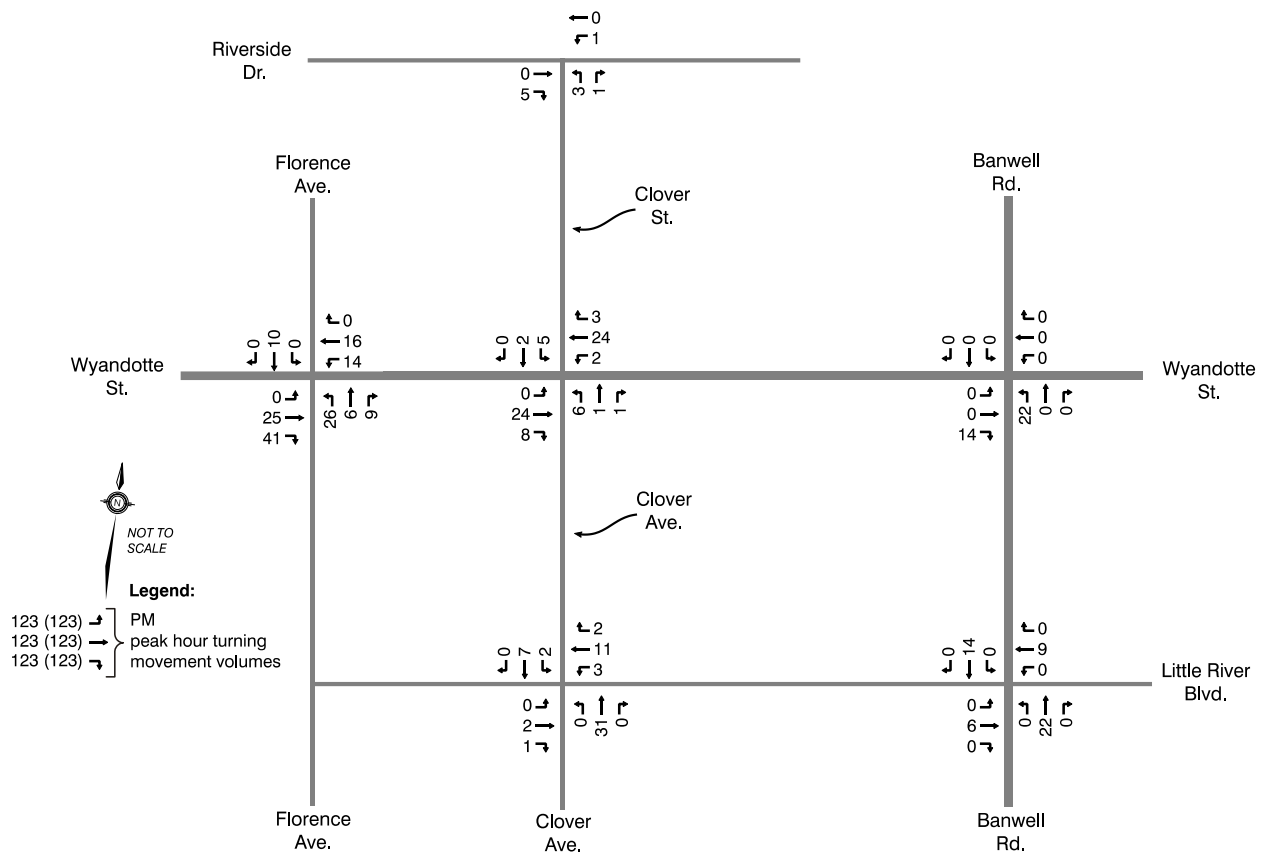 0
1
Riverside
Dr.
0
5
3
1
Florence
Ave.
Banwell
Rd.
Clover
St.
0
10
0
0
16
14
0
2
5
3
24
2
0
0
0
0
0
0
Wyandotte
St.
Wyandotte
St.
0
25
41
26
6
9
0
24
8
6
1
1
0
0
14
22
0
0
N
NOT TO
SCALE
Clover
Ave.
Legend:
123 (123)
123 (123)
123 (123)
PM
peak hour turning
movement volumes
0
7
2
2
11
3
0
14
0
0
9
0
Little River
Blvd.
0
2
1
0
31
0
0
6
0
0
22
0
Florence
Ave.
Clover
Ave.
Banwell
Rd.